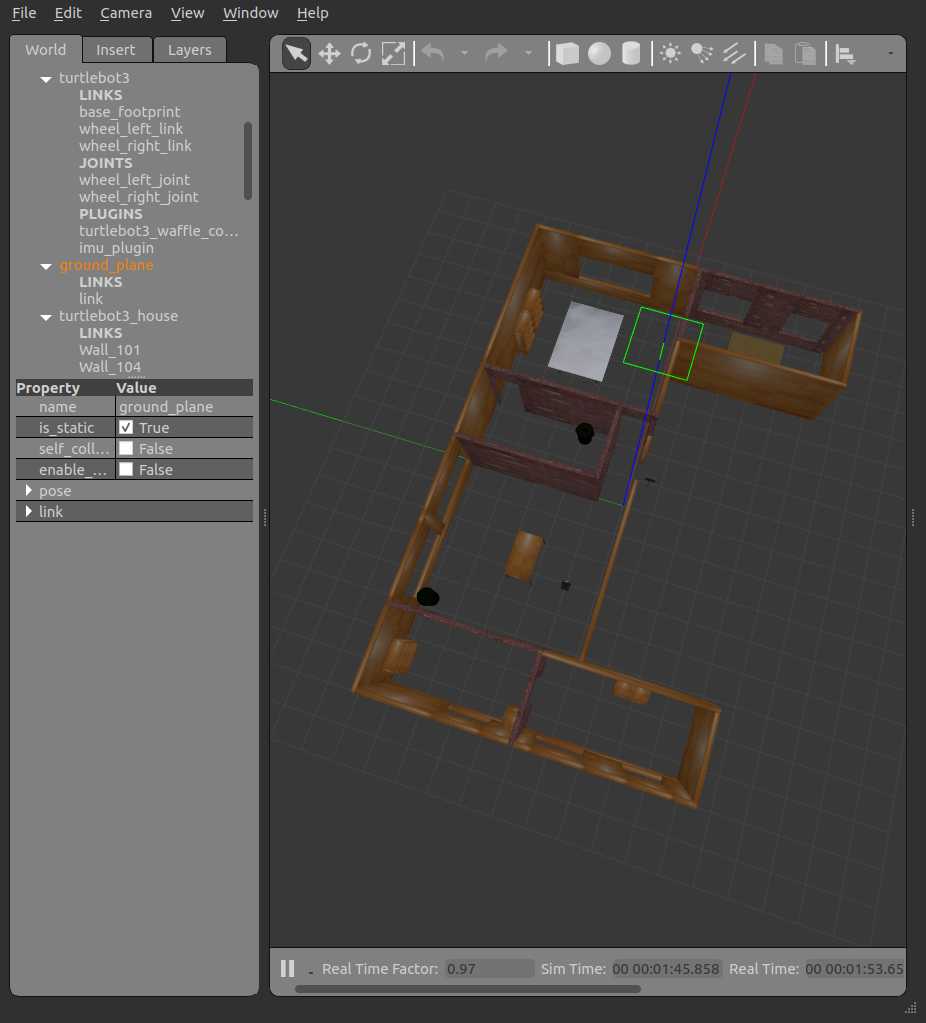 File Edit Camera View Window Help
World Insert Layers
turtlebot3
LINKS
base_footprint
wheel_left_link
wheel_right_link
JOINTS
wheel_left_joint
wheel_right_joint
PLUGINS
turtlebot3_waffle_co...
imu_plugin
ground_plane
LINKS
link
turtlebot3_house
LINKS
Wall_101
Wall_104
Property Value
name ground_plane
is_static True
self_coll... False
enable_... False
pose
link
Real Time Factor: 0.97 Sim Time: 00 00:01:45.858 Real Time: 00 00:01:53.65